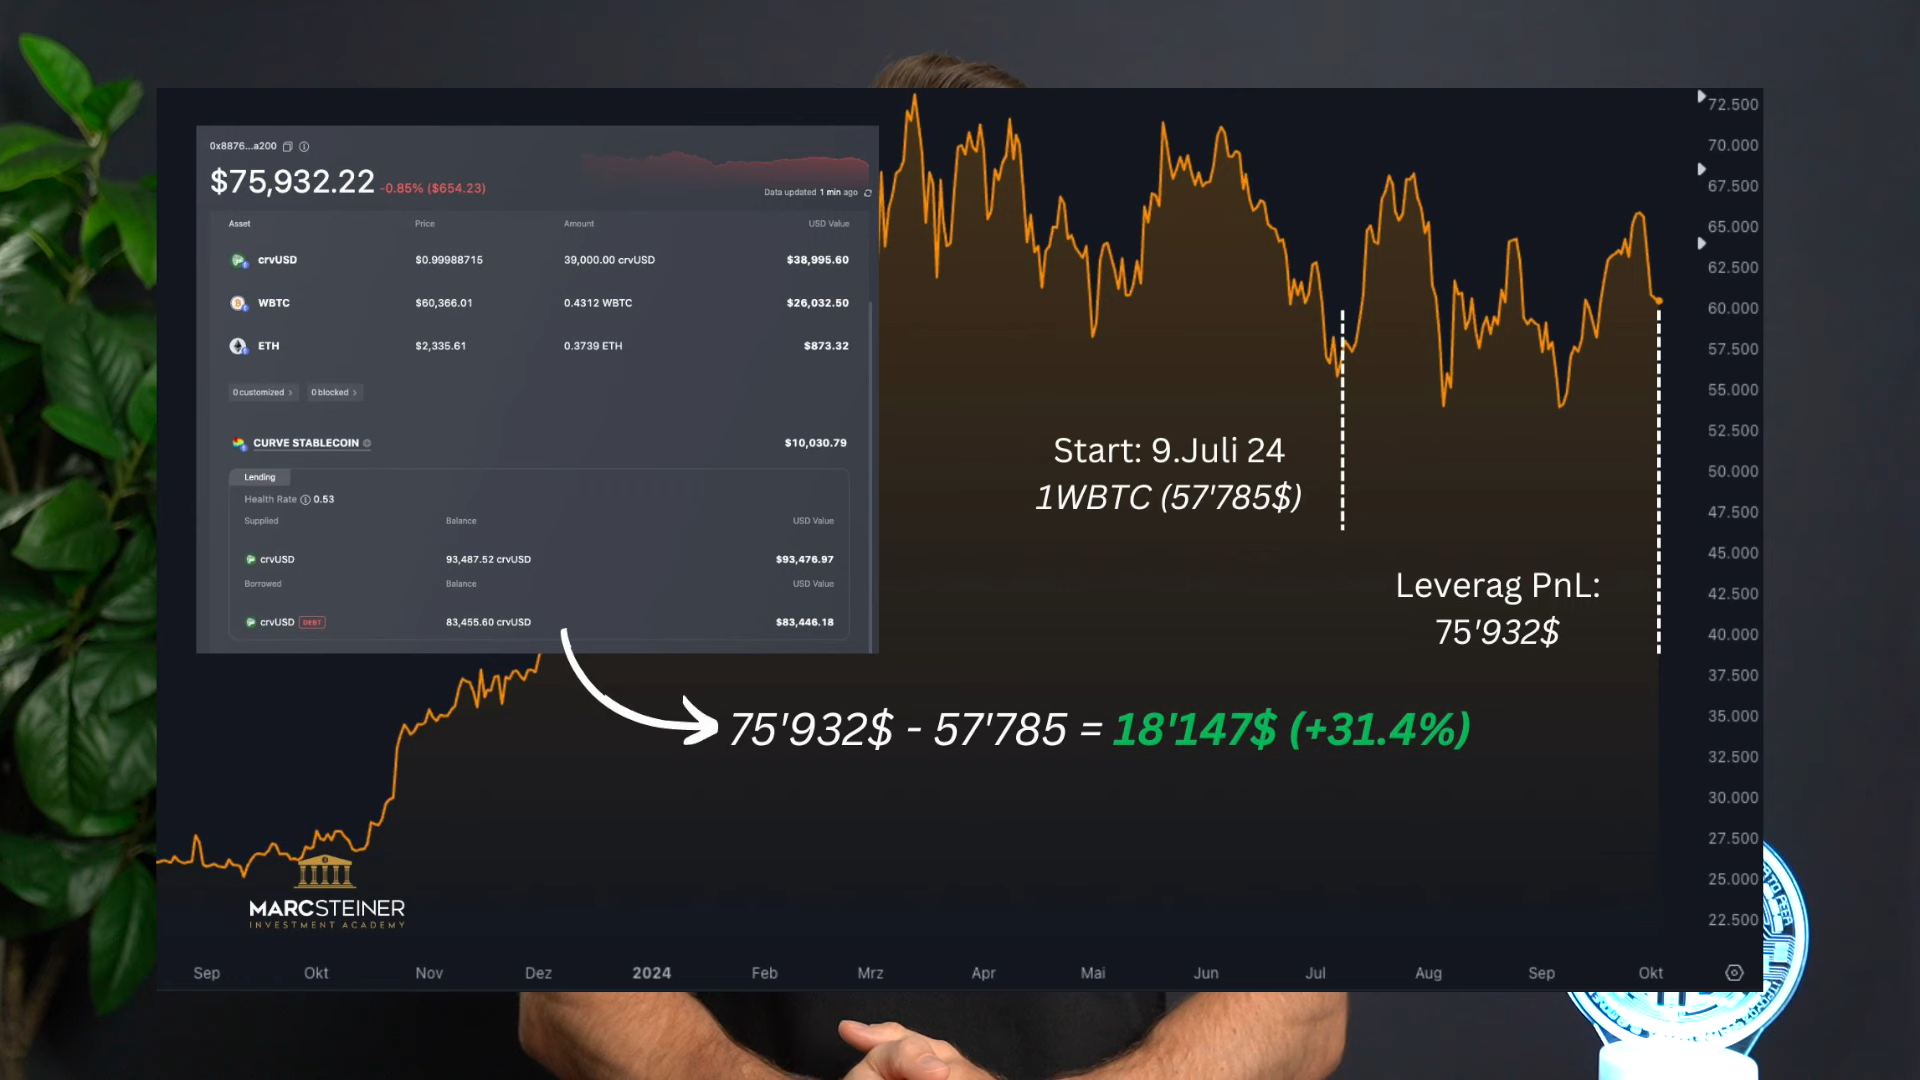 0x8876...a200
$75,932.22 -0.85% ($654.23)
Data updated 1 min ago
Asset Price Amount USD Value
crvUSD $0.99988715 39,000.00 crvUSD $38,995.60
WBTC $60,366.01 0.4312 WBTC $26,032.50
ETH $2,335.61 0.3739 ETH $873.32
0 customized > 0 blocked >
CURVE STABLECOIN $10,030.79
Lending
Health Rate 0.53
Supplied Balance USD Value
crvUSD 93,487.52 crvUSD $93,476.97
Borrowed Balance USD Value
crvUSD DEBT 83,455.60 crvUSD $83,446.18
Start: 9.Juli 24
1WBTC (57'785$)
Leverag PnL:
75'932$
75'932$ - 57'785 = 18'147$ (+31.4%)
MARCSTEINER
INVESTMENT ACADEMY
72.500
70.000
67.500
65.000
62.500
60.000
57.500
55.000
52.500
50.000
47.500
45.000
42.500
40.000
37.500
35.000
32.500
30.000
27.500
25.000
22.500
Sep Okt Nov Dez 2024 Feb Mrz Apr Mai Jun Jul Aug Sep Okt